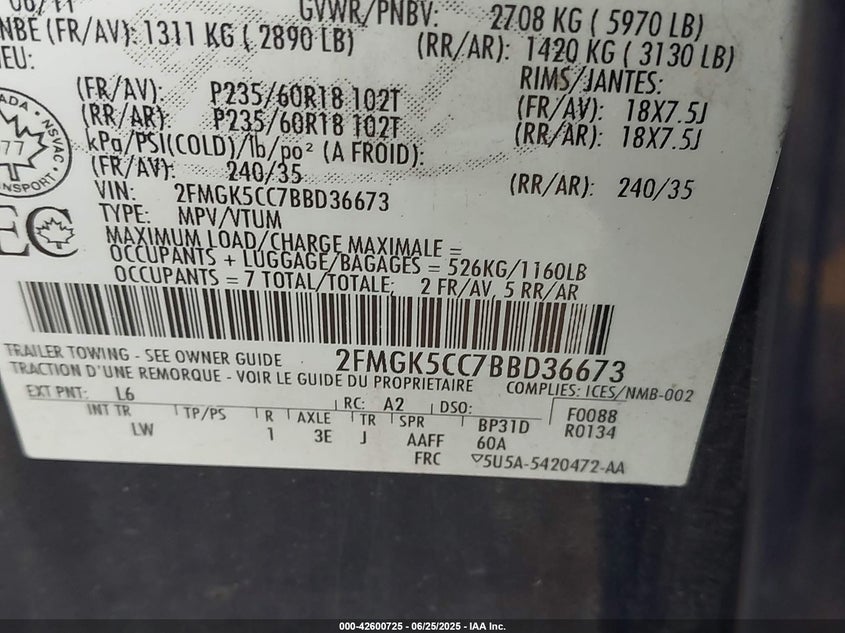 GVWR/PNBV: 2708 KG ( 5970 LB)
(FR/AV): 1311 KG ( 2890 LB) (RR/AR): 1420 KG ( 3130 LB)
RIMS/JANTES:
(FR/AV): P235/60R18 102T (FR/AV): 18X7.5J
(RR/AR): P235/60R18 102T (RR/AR): 18X7.5J
kPa/PSI(COLD)/lb/po² (A FROID):
(FR/AV): 240/35 (RR/AR): 240/35
VIN: 2FMGK5CC7BBD36673
TYPE: MPV/VTUM
MAXIMUM LOAD/CHARGE MAXIMALE =
OCCUPANTS + LUGGAGE/BAGAGES = 526KG/1160LB
OCCUPANTS = 7 TOTAL/TOTALE; 2 FR/AV, 5 RR/AR
NSVAC
EC
TRAILER TOWING - SEE OWNER GUIDE 2FMGK5CC7BBD36673
TRACTION D'UNE REMORQUE - VOIR LE GUIDE DU PROPRIETAIRE COMPLIES: ICES/NMB-002
EXT PNT: L6 RC: A2 DSO: F0088
INT TR TP/PS R AXLE TR SPR BP31D R0134
LW 1 3E J AAFF 60A
FRC ▽5U5A-5420472-AA
000-42600725 - 06/25/2025 - IAA Inc.